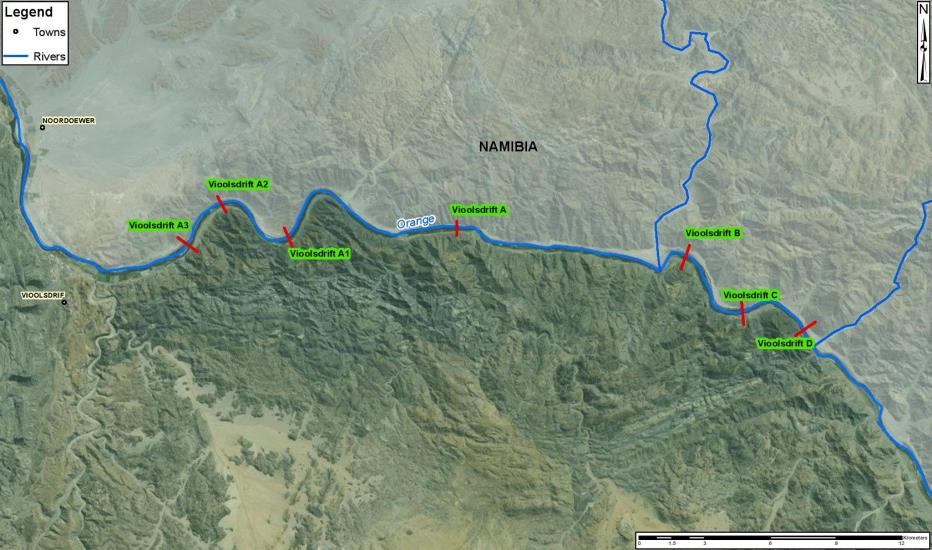 Legend
Towns
Rivers
N
NOORDOEWER
NAMIBIA
Vioolsdrift A2
Vioolsdrift A3
Vioolsdrift A
Orange
Vioolsdrift B
Vioolsdrift A1
VIOOLSDRIF
Vioolsdrift C
Vioolsdrift D
Kilometers
0 1.5 3 6 9 12